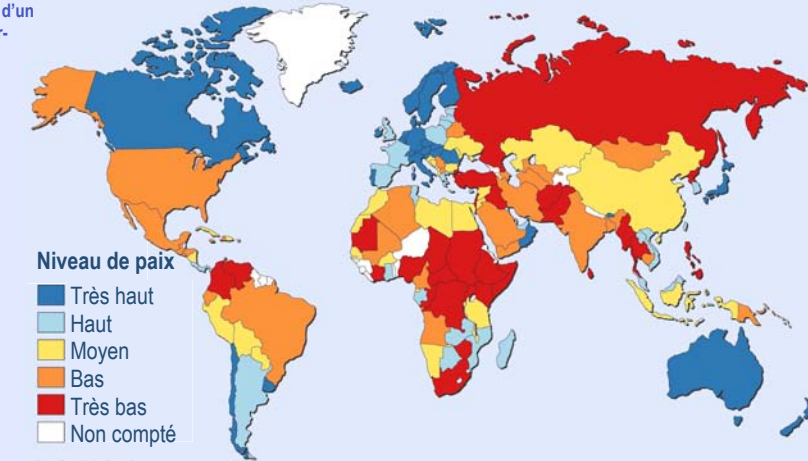 d'un
r-
Niveau de paix
Très haut
Haut
Moyen
Bas
Très bas
Non compté